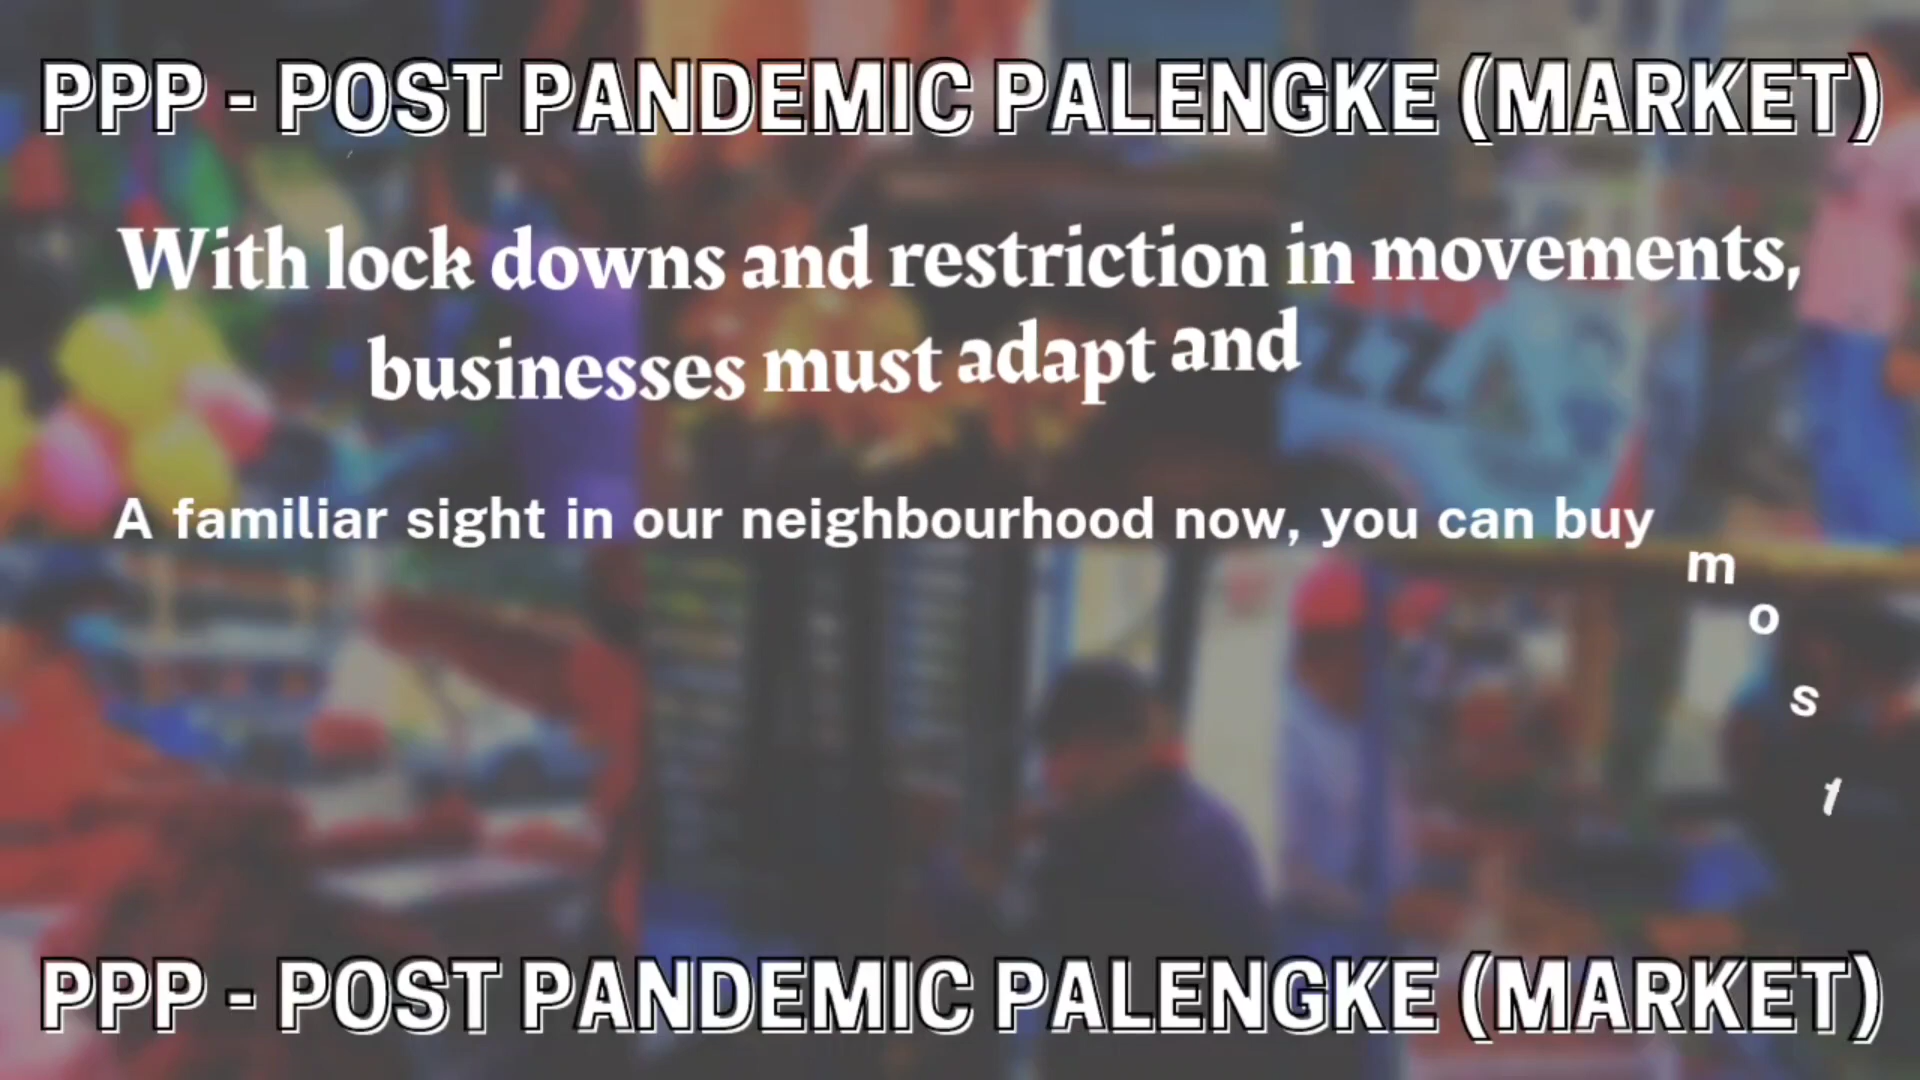 PPP - POST PANDEMIC PALENGKE (MARKET)
With lock downs and restriction in movements,
businesses must adapt and
A familiar sight in our neighbourhood now, you can buy most
PPP - POST PANDEMIC PALENGKE (MARKET)